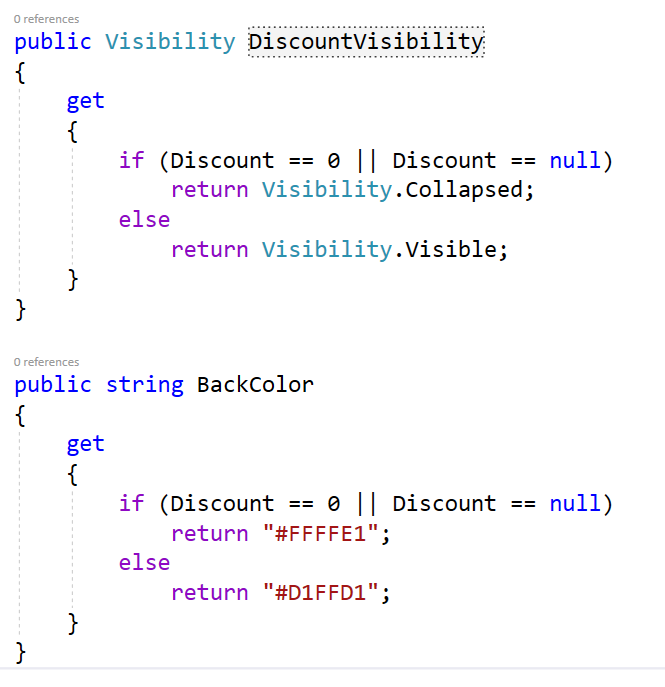 0 references
public Visibility DiscountVisibility
{
    get
    {
        if (Discount == 0 || Discount == null)
            return Visibility.Collapsed;
        else
            return Visibility.Visible;
    }
}
0 references
public string BackColor
{
    get
    {
        if (Discount == 0 || Discount == null)
            return "#FFFFE1";
        else
            return "#D1FFD1";
    }
}